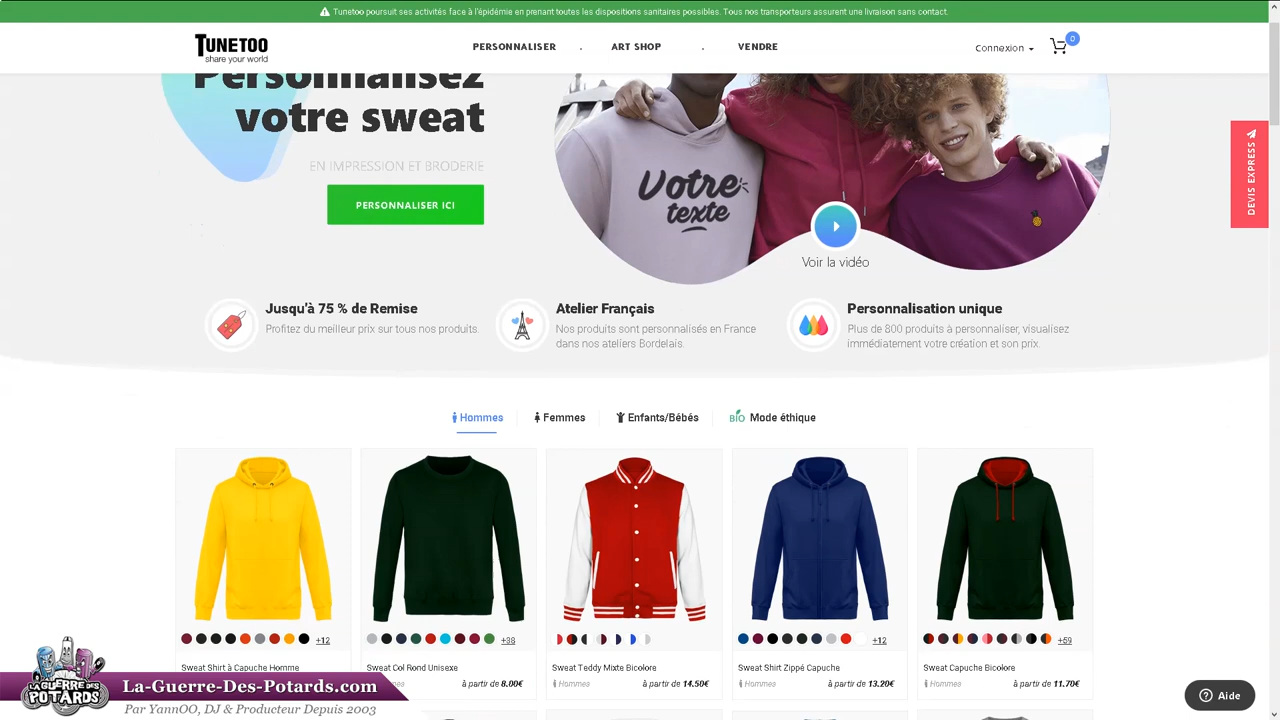 Tunetoo poursuit ses activités face à l'épidémie en prenant toutes les dispositions sanitaires possibles. Tous nos transporteurs assurent une livraison sans contact.
TUNETOO
share your world
PERSONNALISER
ART SHOP
VENDRE
Connexion
0
Personnalisez
votre sweat
EN IMPRESSION ET BRODERIE
PERSONNALISER ICI
Votre
texte
Voir la vidéo
DEVIS EXPRESS
Jusqu'à 75 % de Remise
Profitez du meilleur prix sur tous nos produits.
Atelier Français
Nos produits sont personnalisés en France
dans nos ateliers Bordelais.
Personnalisation unique
Plus de 800 produits à personnaliser, visualisez
immédiatement votre création et son prix.
Hommes
Femmes
Enfants/Bébés
BIO Mode éthique
+12
+38
+12
+59
Sweat Shirt à Capuche Homme
Sweat Col Rond Unisexe
à partir de 8.00€
Sweat Teddy Mixte Bicolore
Hommes
à partir de 14.50€
Sweat Shirt Zippé Capuche
Hommes
à partir de 13.20€
Sweat Capuche Bicolore
Hommes
à partir de 11.70€
LA GUERRE DES
POTARDS
La-Guerre-Des-Potards.com
Par YannOO, DJ & Producteur Depuis 2003
Aide